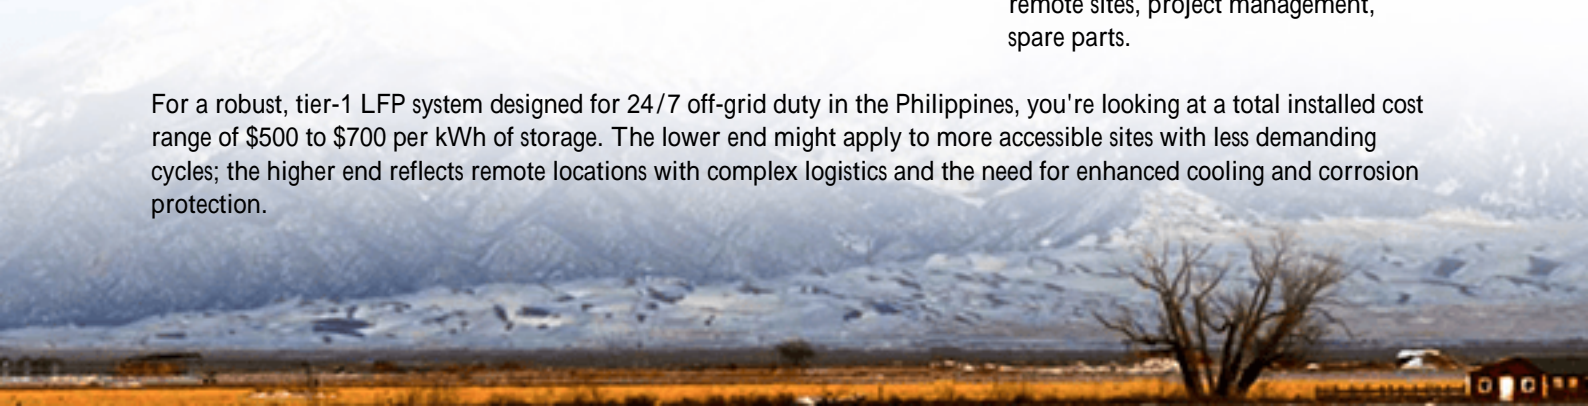 remote sites, project management,
spare parts.
For a robust, tier-1 LFP system designed for 24/7 off-grid duty in the Philippines, you're looking at a total installed cost
range of $500 to $700 per kWh of storage. The lower end might apply to more accessible sites with less demanding
cycles; the higher end reflects remote locations with complex logistics and the need for enhanced cooling and corrosion
protection.